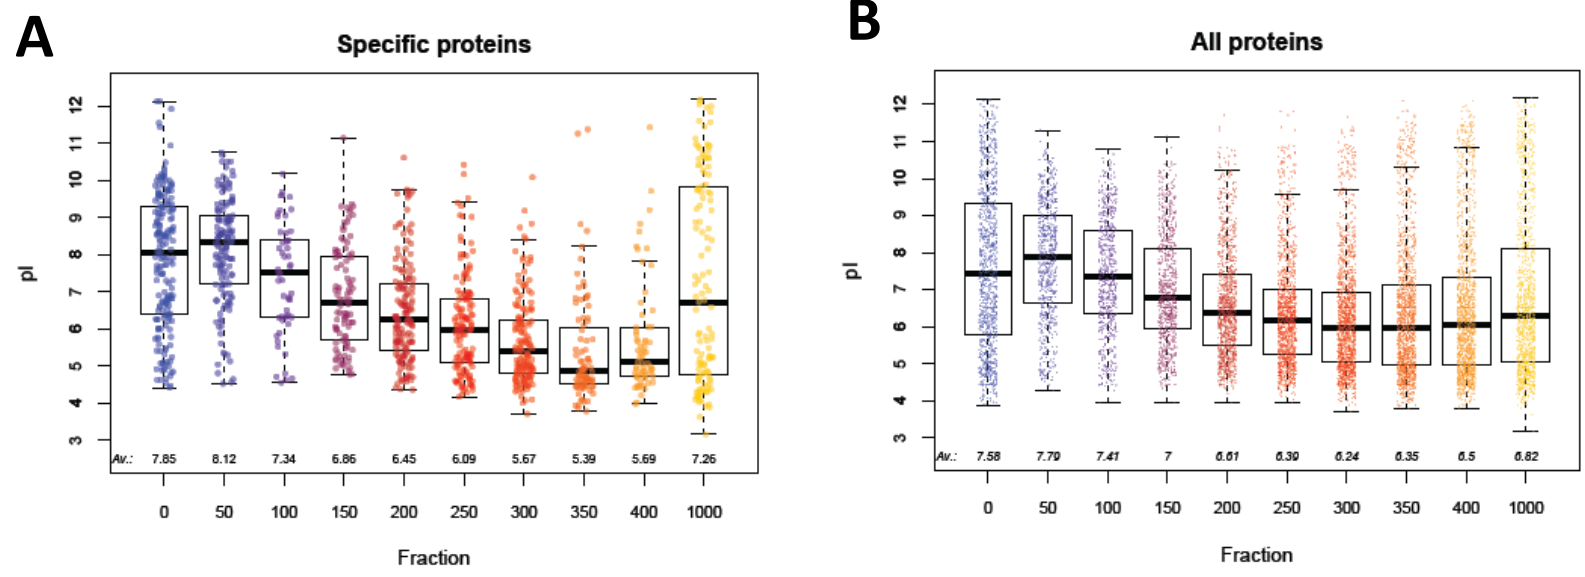 A
Specific proteins
12
11
10
9
8
7
6
5
4
3
pI
Av.: 7.85 8.12 7.34 6.86 6.45 6.09 5.67 5.39 5.69 7.26
0 50 100 150 200 250 300 350 400 1000
Fraction
B
All proteins
12
11
10
9
8
7
6
5
4
3
pI
Av.: 7.58 7.79 7.41 7 6.61 6.39 6.24 6.35 6.5 6.82
0 50 100 150 200 250 300 350 400 1000
Fraction